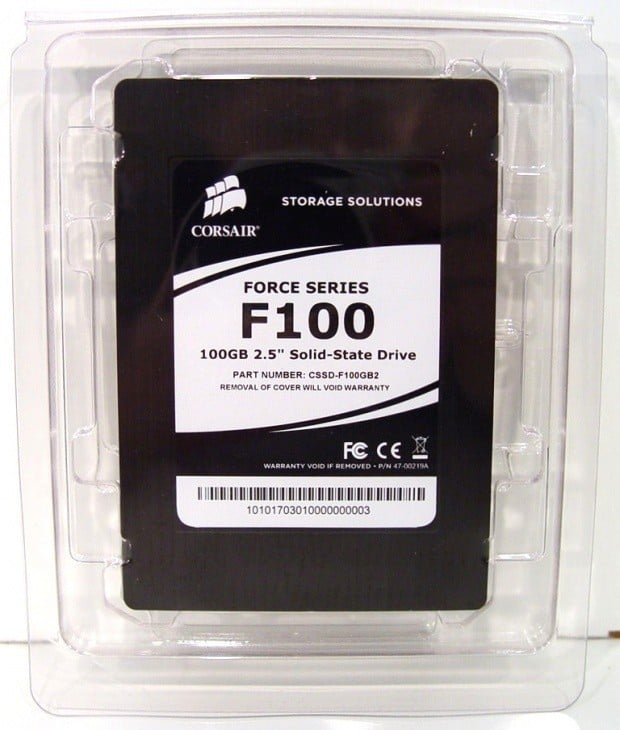 STORAGE SOLUTIONS
CORSAIR®
FORCE SERIES
F100
100GB 2.5" Solid-State Drive
PART NUMBER: CSSD-F100GB2
REMOVAL OF COVER WILL VOID WARRANTY
FC CE
WARRANTY VOID IF REMOVED • P/N 47-00219A
10101703010000000003